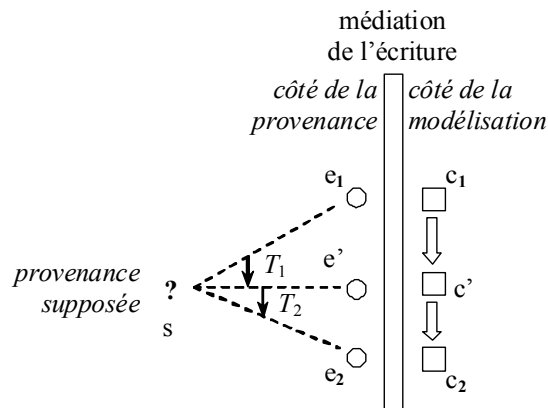 médiation
de l’écriture
côté de la
provenance
côté de la
modélisation
e1
c1
T1
e’
c’
provenance
supposée
?
s
T2
e2
c2